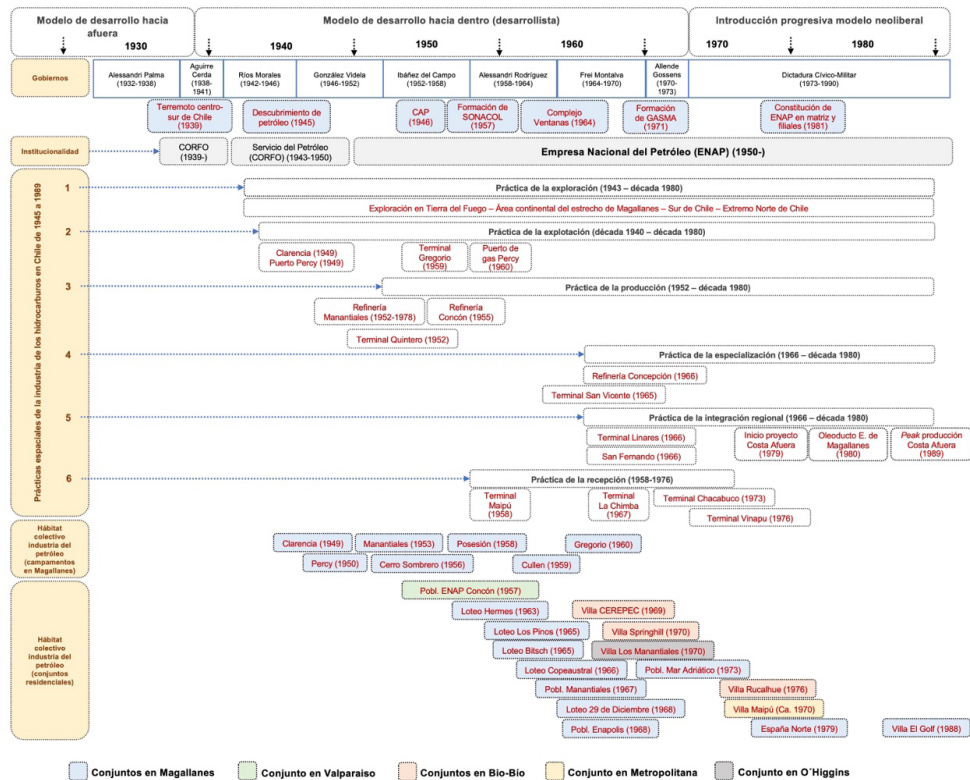 Modelo de desarrollo hacia
afuera
Modelo de desarrollo hacia dentro (desarrollista)
Introducción progresiva modelo neoliberal
1930
1940
1950
1960
1970
1980
Gobiernos
Alessandri Palma
(1932-1938)
Aguirre
Cerda
(1938-
1941)
Ríos Morales
(1942-1946)
González Videla
(1946-1952)
Ibáñez del Campo
(1952-1958)
Alessandri Rodríguez
(1958-1964)
Frei Montalva
(1964-1970)
Allende
Gossens
(1970-
1973)
Dictadura Cívico-Militar
(1973-1990)
Terremoto centro-
sur de Chile
(1939)
Descubrimiento de
petróleo (1945)
CAP
(1946)
Formación de
SONACOL
(1957)
Complejo
Ventanas (1964)
Formación
de GASMA
(1971)
Constitución de
ENAP en matriz y
filiales (1981)
Institucionalidad
CORFO
(1939-)
Servicio del Petróleo
(CORFO) (1943-1950)
Empresa Nacional del Petróleo (ENAP) (1950-)
Prácticas espaciales de la industria de los hidrocarburos en Chile de 1945 a 1989
1
Práctica de la exploración (1943 – década 1980)
Exploración en Tierra del Fuego – Área continental del estrecho de Magallanes – Sur de Chile – Extremo Norte de Chile
2
Práctica de la explotación (década 1940 – década 1980)
Clarencia (1949)
Puerto Percy (1949)
Terminal
Gregorio
(1959)
Puerto de
gas Percy
(1960)
3
Práctica de la producción (1952 – década 1980)
Refinería
Manantiales (1952-1978)
Refinería
Concón (1955)
Terminal Quintero (1952)
4
Práctica de la especialización (1966 – década 1980)
Refinería Concepción (1966)
Terminal San Vicente (1965)
5
Práctica de la integración regional (1966 – década 1980)
Terminal Linares (1966)
San Fernando (1966)
Inicio proyecto
Costa Afuera
(1979)
Oleoducto E. de
Magallanes
(1980)
Peak producción
Costa Afuera
(1989)
6
Práctica de la recepción (1958-1976)
Terminal
Maipú
(1958)
Terminal
La Chimba
(1967)
Terminal Chacabuco (1973)
Terminal Vinapu (1976)
Hábitat
colectivo
industria del
petróleo
(campamentos
en Magallanes)
Clarencia (1949)
Manantiales (1953)
Posesión (1958)
Gregorio (1960)
Percy (1950)
Cerro Sombrero (1956)
Cullen (1959)
Hábitat
colectivo
industria del
petróleo
(conjuntos
residenciales)
Pobl. ENAP Concón (1957)
Loteo Hermes (1963)
Villa CEREPEC (1969)
Loteo Los Pinos (1965)
Villa Springhill (1970)
Loteo Bitsch (1965)
Villa Los Manantiales (1970)
Loteo Copeaustral (1966)
Pobl. Mar Adriático (1973)
Pobl. Manantiales (1967)
Villa Rucalhue (1976)
Loteo 29 de Diciembre (1968)
Villa Maipú (Ca. 1970)
Pobl. Enapolis (1968)
España Norte (1979)
Villa El Golf (1988)
Conjuntos en Magallanes
Conjunto en Valparaiso
Conjuntos en Bio-Bío
Conjunto en Metropolitana
Conjunto en O´Higgins